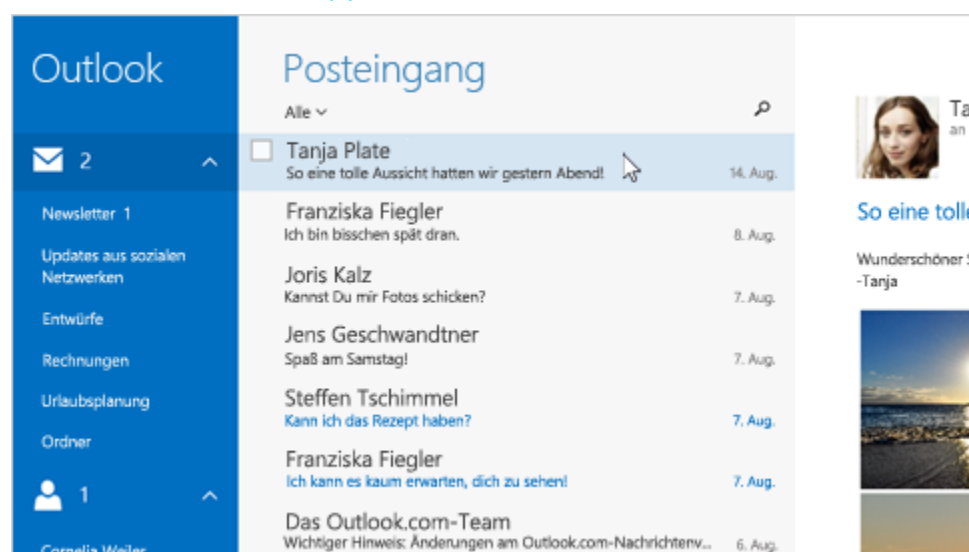 Outlook
2
Newsletter 1
Updates aus sozialen
Netzwerken
Entwürfe
Rechnungen
Urlaubsplanung
Ordner
1
Cornelia Weiler
Posteingang
Alle
Tanja Plate
So eine tolle Aussicht hatten wir gestern Abend! 14. Aug.
Franziska Fiegler
Ich bin bisschen spät dran. 8. Aug.
Joris Kalz
Kannst Du mir Fotos schicken? 7. Aug.
Jens Geschwandtner
Spaß am Samstag! 7. Aug.
Steffen Tschimmel
Kann ich das Rezept haben? 7. Aug.
Franziska Fiegler
Ich kann es kaum erwarten, dich zu sehen! 7. Aug.
Das Outlook.com-Team
Wichtiger Hinweis: Änderungen am Outlook.com-Nachrichtenv... 6. Aug.
Ta
an
So eine tolle
Wunderschöner S
-Tanja